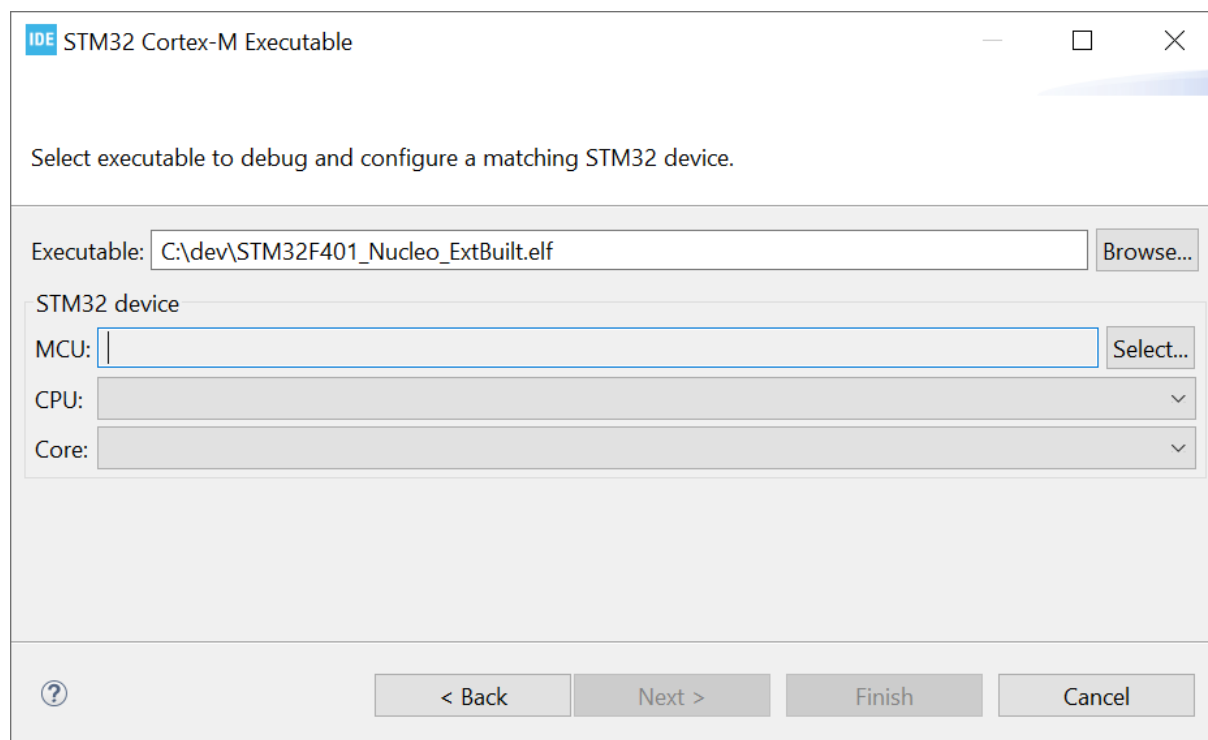 IDE STM32 Cortex-M Executable
Select executable to debug and configure a matching STM32 device.
Executable: C:\dev\STM32F401_Nucleo_ExtBuilt.elf Browse...
STM32 device
MCU: Select...
CPU:
Core:
? < Back Next > Finish Cancel